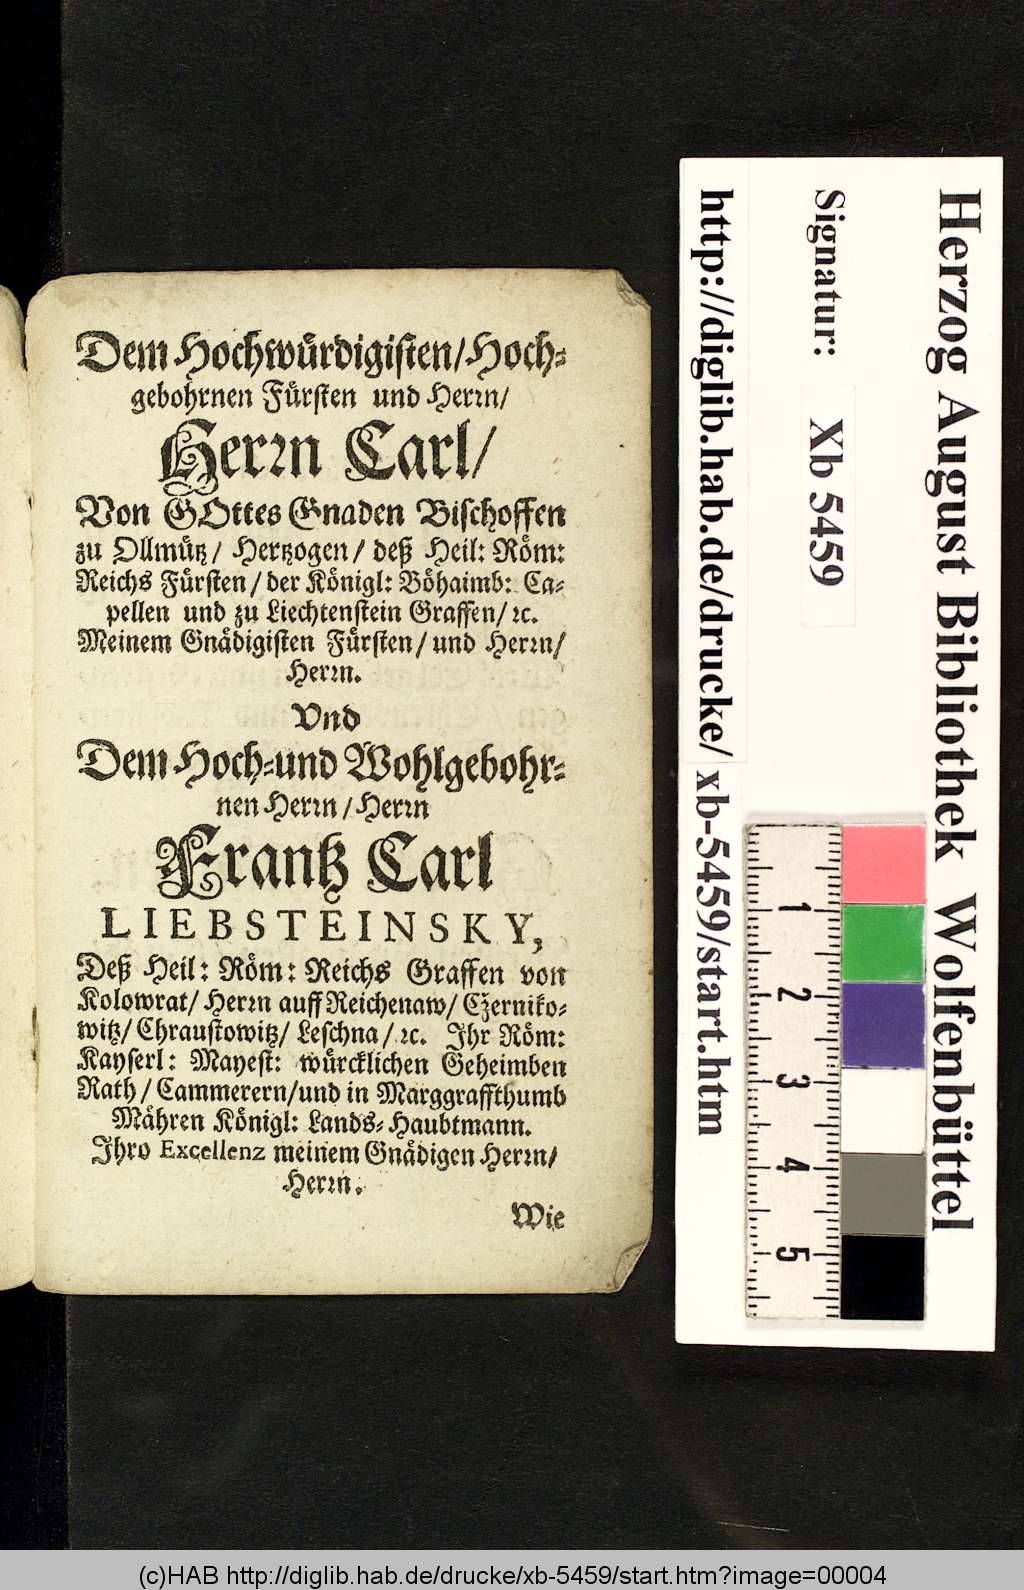 Dem Hochwürdigisten/Hoch-
gebohrnen Fürsten und Herrn/
Herrn Carl/
Von GOttes Gnaden Bischoffen
zu Ollmütz/ Hertzogen/ deß Heil: Röm:
Reichs Fürsten/ der Königl: Böhaimb: Ca-
pellen und zu Liechtenstein Graffen/ ꝛc.
Meinem Gnädigisten Fürsten/ und Herrn/
Herrn.
Vnd
Dem Hoch-und Wohlgebohr-
nen Herrn/ Herrn
Frantz Carl
LIEBSTEINSKY,
Deß Heil: Röm: Reichs Graffen von
Kolowrat/ Herrn auff Reichenaw/ Czerniko-
witz/ Chraustowitz/ Leschna/ ꝛc. Ihr Röm:
Kayserl: Mayest: würcklichen Geheimben
Rath/ Cammerern/und in Marggraffthumb
Mähren Königl: Lands-Haubtmann.
Ihro Excellenz meinem Gnädigen Herrn/
Herrn.
Wie
Herzog August Bibliothek Wolfenbüttel
Signatur: Xb 5459
http://diglib.hab.de/drucke/xb-5459/start.htm
1
2
3
4
5
(c)HAB http://diglib.hab.de/drucke/xb-5459/start.htm?image=00004